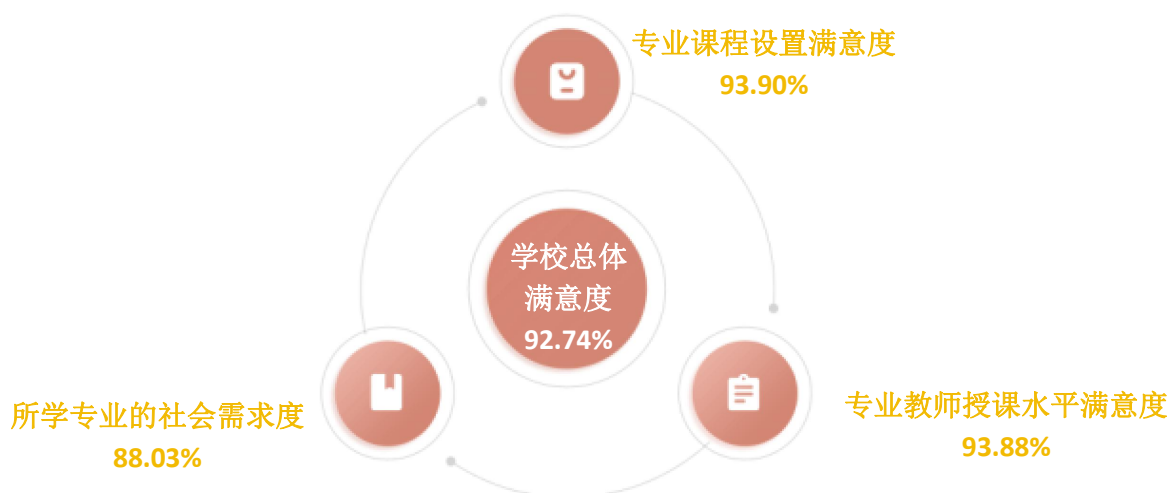 专业课程设置满意度
93.90%
学校总体
满意度
92.74%
所学专业的社会需求度
88.03%
专业教师授课水平满意度
93.88%